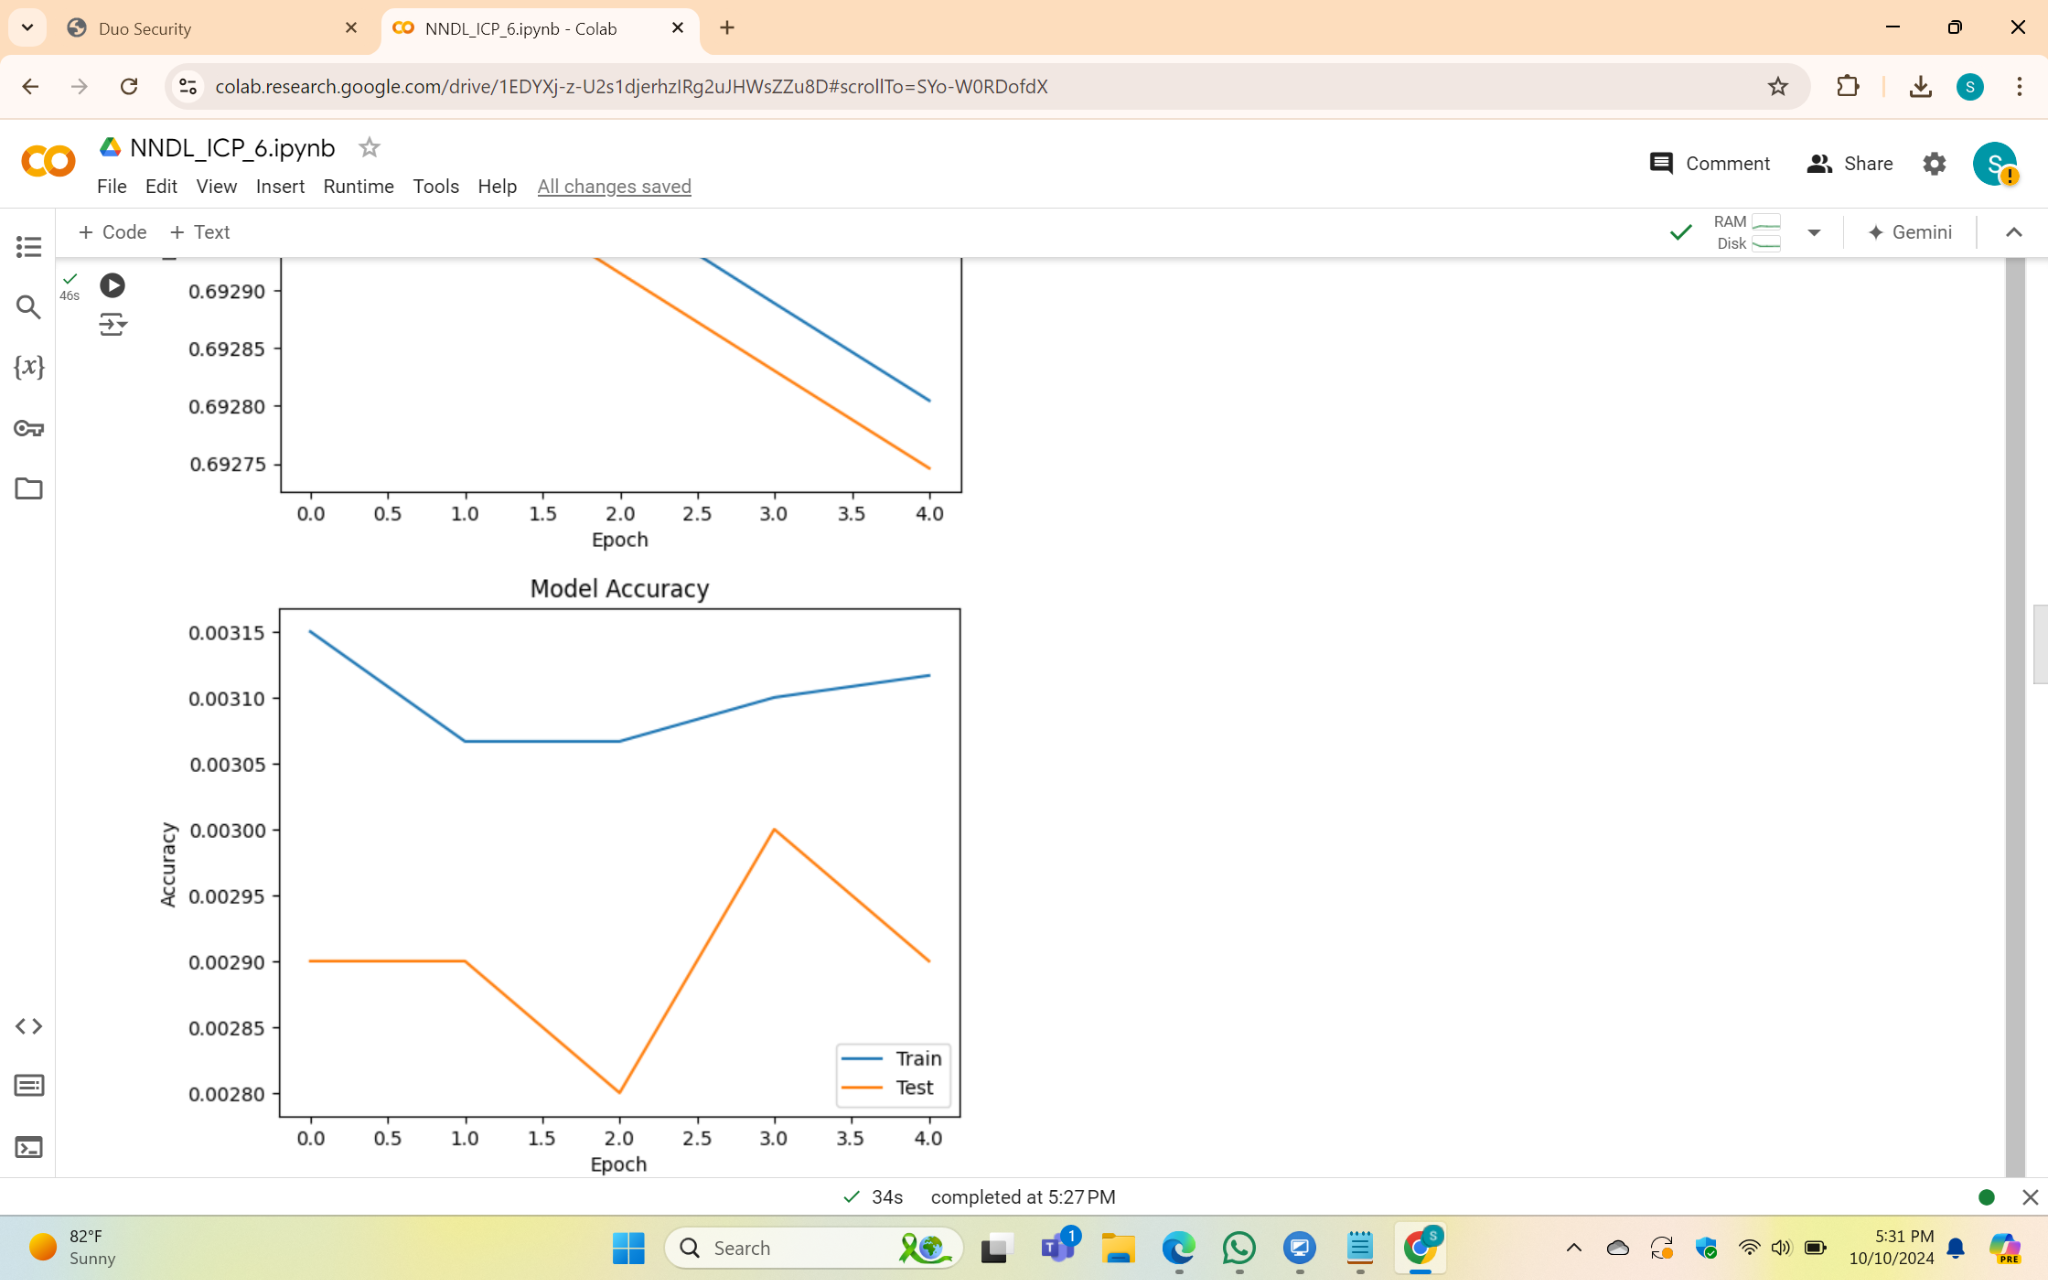 Duo Security
NNDL_ICP_6.ipynb - Colab
colab.research.google.com/drive/1EDYXj-z-U2s1djerhzIRg2uJHWsZZu8D#scrollTo=SYo-W0RDofdX
S
NNDL_ICP_6.ipynb
Comment
Share
S
File Edit View Insert Runtime Tools Help All changes saved
+ Code + Text
RAM
Disk
Gemini
46s
{x}
0.69290
0.69285
0.69280
0.69275
0.0 0.5 1.0 1.5 2.0 2.5 3.0 3.5 4.0
Epoch
Model Accuracy
Accuracy
0.00315
0.00310
0.00305
0.00300
0.00295
0.00290
0.00285
0.00280
Train
Test
0.0 0.5 1.0 1.5 2.0 2.5 3.0 3.5 4.0
Epoch
34s completed at 5:27 PM
82°F
Sunny
Search
1
S
5:31 PM
10/10/2024
PRE